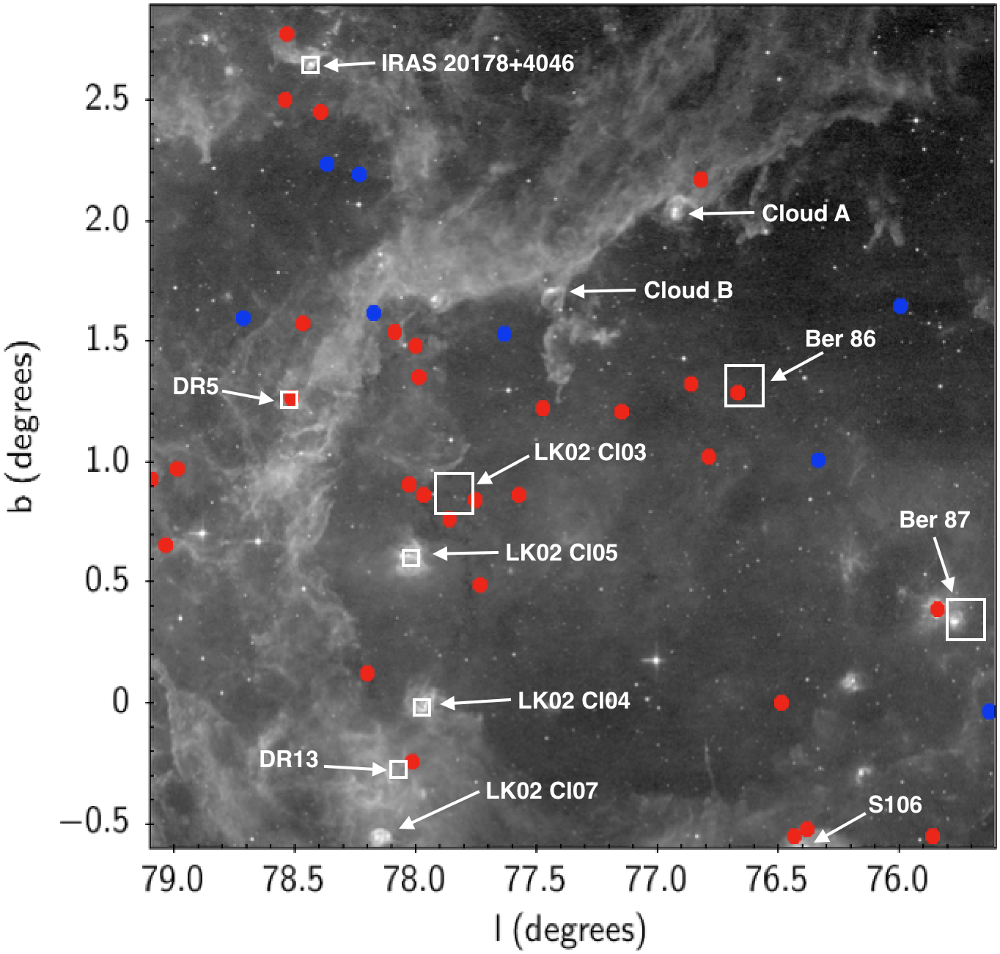 IRAS 20178+4046
2.5
2.0
Cloud A
Cloud B
1.5
Ber 86
DR5
b (degrees)
1.0
LK02 Cl03
Ber 87
LK02 Cl05
0.5
0
LK02 Cl04
DR13
LK02 Cl07
S106
−0.5
79.0 78.5 78.0 77.5 77.0 76.5 76.0
l (degrees)